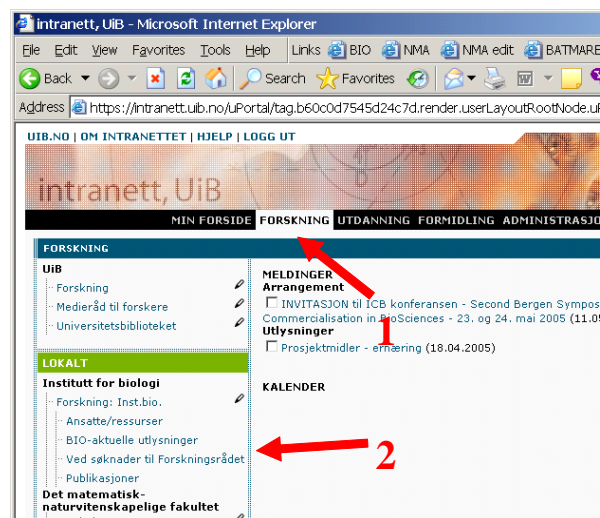 intranett, UiB - Microsoft Internet Explorer
File Edit View Favorites Tools Help Links BIO NMA NMA edit BATMARE
Back Search Favorites
Address https://intranett.uib.no/uPortal/tag.b60c0d7545d24c7d.render.userLayoutRootNode.uP
UIB.NO | OM INTRANETTET | HJELP | LOGG UT
intranett, UiB
MIN FORSIDE FORSKNING UTDANNING FORMIDLING ADMINISTRASJO
FORSKNING
UiB
Forskning
Medieråd til forskere
Universitetsbiblioteket
LOKALT
Institutt for biologi
Forskning: Inst.bio.
Ansatte/ressurser
BIO-aktuelle utlysninger
Ved søknader til Forskningsrådet
Publikasjoner
Det matematisk-
naturvitenskapelige fakultet
MELDINGER
Arrangement
INVITASJON til ICB konferansen - Second Bergen Sympos
Commercialisation in BioSciences - 23. og 24. mai 2005 (11.05
Utlysninger
Prosjektmidler - ernæring (18.04.2005)
KALENDER
1
2